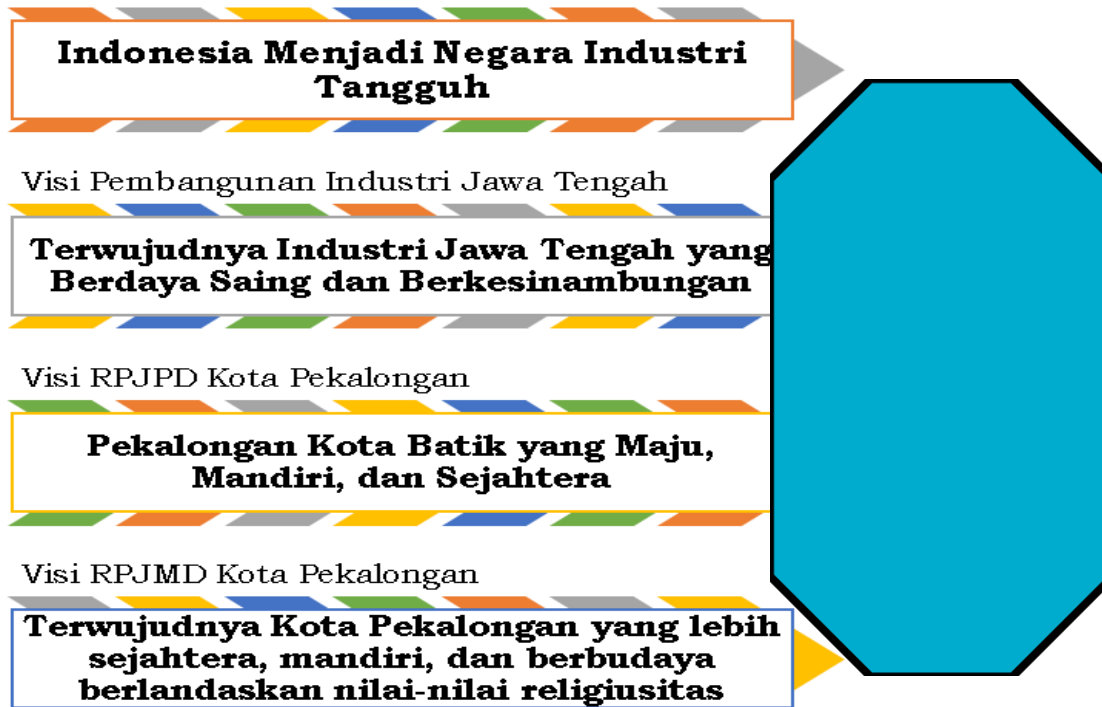 Indonesia Menjadi Negara Industri
Tangguh
Visi Pembangunan Industri Jawa Tengah
Terwujudnya Industri Jawa Tengah yang
Berdaya Saing dan Berkesinambungan
Visi RPJPD Kota Pekalongan
Pekalongan Kota Batik yang Maju,
Mandiri, dan Sejahtera
Visi RPJMD Kota Pekalongan
Terwujudnya Kota Pekalongan yang lebih
sejahtera, mandiri, dan berbudaya
berlandaskan nilai-nilai religiusitas